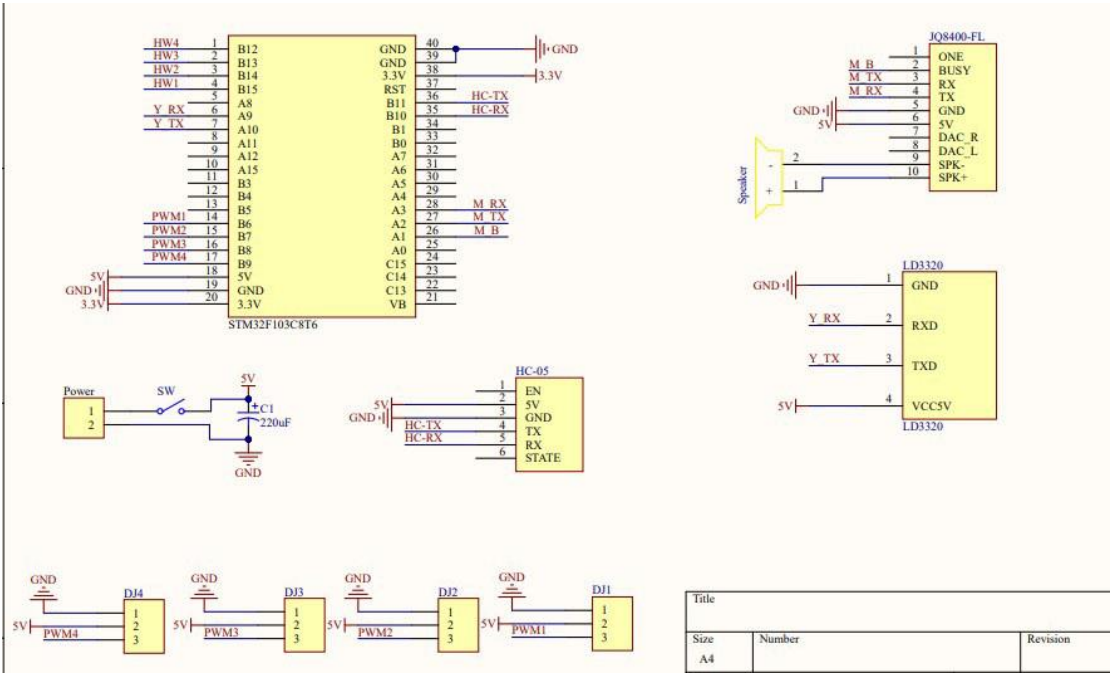 HW4 1 B12
HW3 2 B13
HW2 3 B14
HW1 4 B15
5 A8
Y_RX 6 A9
Y_TX 7 A10
8 A11
9 A12
10 A15
11 B3
12 B4
13 B5
PWM1 14 B6
PWM2 15 B7
PWM3 16 B8
PWM4 17 B9
5V 18 5V
GND 19 GND
3.3V 20 3.3V
GND 40 GND
GND 39
3.3V 38 3.3V
RST 37
B11 36 HC-TX
B10 35 HC-RX
B1 34
B0 33
A7 32
A6 31
A5 30
A4 29
A3 28 M_RX
A2 27 M_TX
A1 26 M_B
A0 25
C15 24
C14 23
C13 22
VB 21
STM32F103C8T6
JQ8400-FL
1 ONE
M_B 2 BUSY
M_TX 3 RX
M_RX 4 TX
GND 5 GND
5V 6 5V
7 DAC_R
8 DAC_L
2 9 SPK-
1 10 SPK+
Speaker
-
+
LD3320
GND 1 GND
Y_RX 2 RXD
Y_TX 3 TXD
5V 4 VCC5V
LD3320
Power
1
2
SW
5V
+
C1
220uF
GND
HC-05
1 EN
5V 2 5V
GND 3 GND
HC-TX 4 TX
HC-RX 5 RX
6 STATE
GND
DJ4
1
5V 2
PWM4 3
GND
DJ3
1
5V 2
PWM3 3
GND
DJ2
1
5V 2
PWM2 3
GND
DJ1
1
5V 2
PWM1 3
Title
Size Number Revision
A4